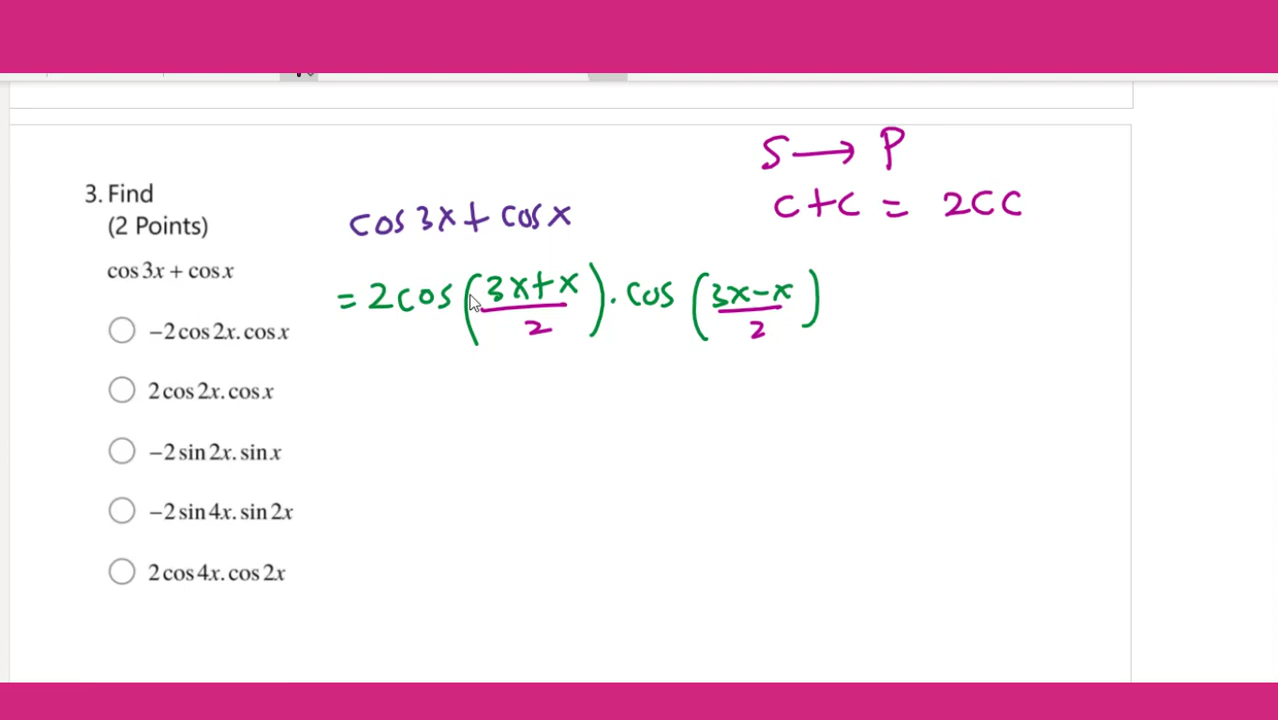 S → P
3. Find
(2 Points)
cos 3x + cos x
c + c = 2CC
cos 3x + cos x
= 2 cos (3x+x / 2) . cos (3x-x / 2)
−2 cos 2x. cos x
2 cos 2x. cos x
−2 sin 2x. sin x
−2 sin 4x. sin 2x
2 cos 4x. cos 2x